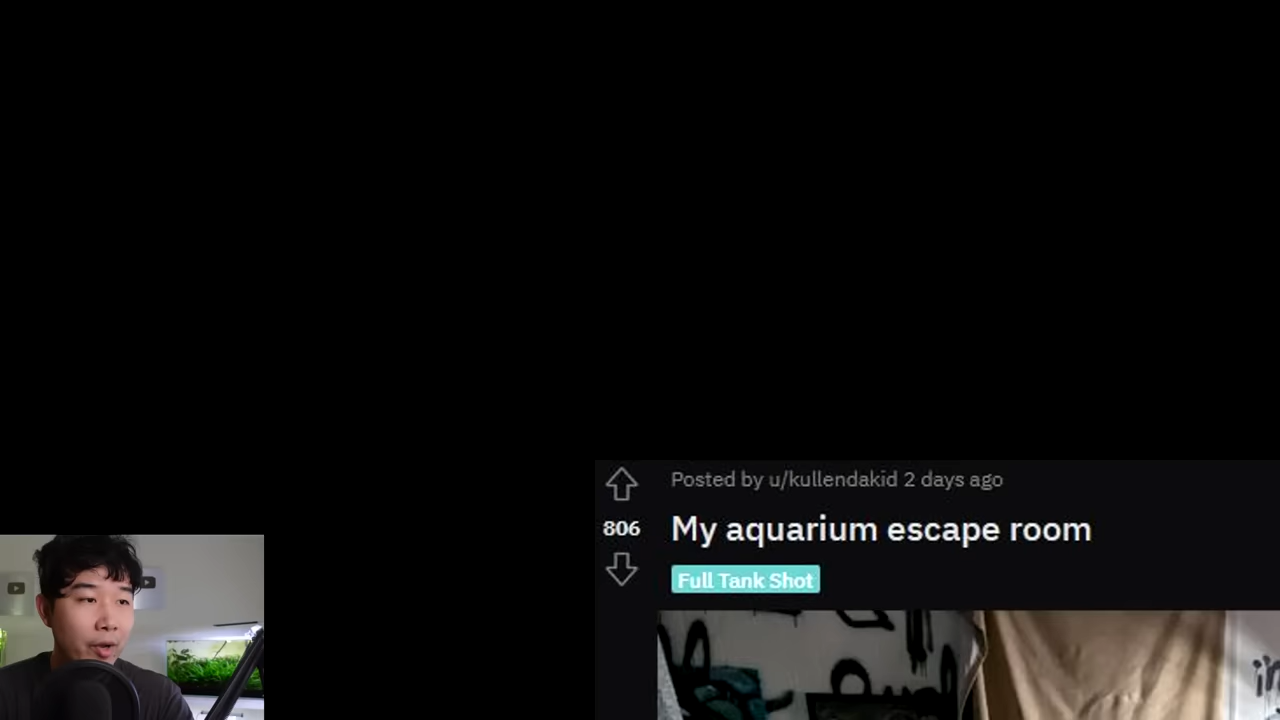 Posted by u/kullendakid 2 days ago
806
My aquarium escape room
Full Tank Shot